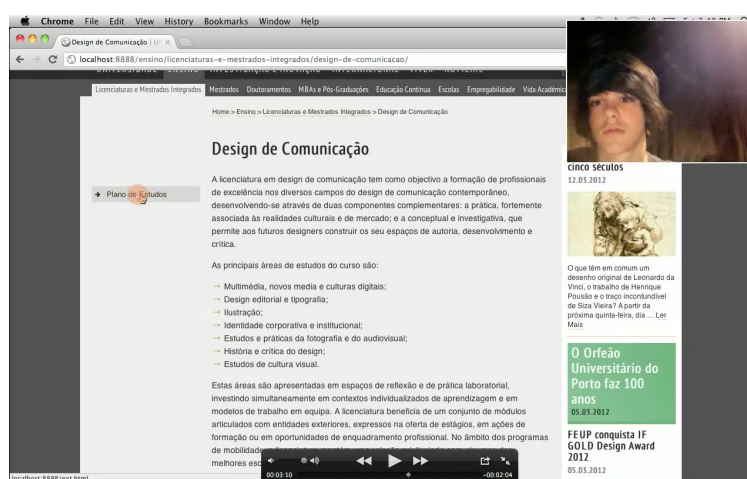 Chrome File Edit View History Bookmarks Window Help
Design de Comunicação | U
localhost:8888/ensino/licenciaturas-e-mestrados-integrados/design-de-comunicacao/
Licenciaturas e Mestrados Integrados Mestrados Doutoramentos MBAs e Pós-Graduações Educação Contínua Escolas Empregabilidade Vida Académic
Home > Ensino > Licenciaturas e Mestrados Integrados > Design de Comunicação
Design de Comunicação
A licenciatura em design de comunicação tem como objectivo a formação de profissionais
de excelência nos diversos campos do design de comunicação contemporâneo,
desenvolvendo-se através de duas componentes complementares: a prática, fortemente
associada às realidades culturais e de mercado; e a conceptual e investigativa, que
permite aos futuros designers construir os seu espaços de autoria, desenvolvimento e
crítica.
As principais áreas de estudos do curso são:
→ Multimédia, novos media e culturas digitais;
→ Design editorial e tipografia;
→ Ilustração;
→ Identidade corporativa e institucional;
→ Estudos e práticas da fotografia e do audiovisual;
→ História e crítica do design;
→ Estudos de cultura visual.
Estas áreas são apresentadas em espaços de reflexão e de prática laboratorial,
investindo simultaneamente em contextos individualizados de aprendizagem e em
modelos de trabalho em equipa. A licenciatura beneficia de um conjunto de módulos
articulados com entidades exteriores, expressos na oferta de estágios, em ações de
formação ou em oportunidades de enquadramento profissional. No âmbito dos programas
de mobilidade
melhores esc
→ Plano de Estudos
cinco séculos
12.03.2012
O que têm em comum um
desenho original de Leonardo da
Vinci, o trabalho de Henrique
Pousão e o traço inconfundível
de Siza Vieira? A partir da
próxima quinta-feira, dia … Ler
Mais
O Orfeão
Universitário do
Porto faz 100
anos
05.03.2012
FEUP conquista IF
GOLD Design Award
2012
05.03.2012
00:03:10
-00:02:04
localhost:8888/ext.html